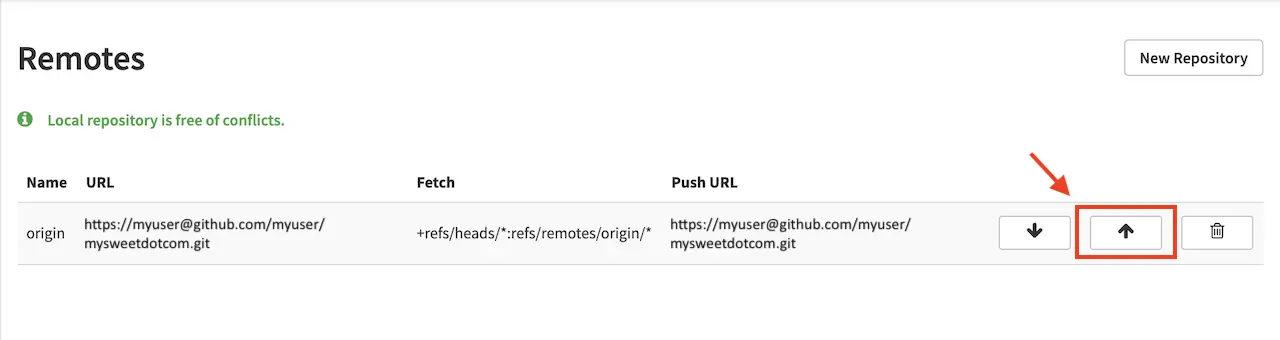 Remotes
New Repository
Local repository is free of conflicts.
Name URL Fetch Push URL
origin https://myuser@github.com/myuser/ +refs/heads/*:refs/remotes/origin/* https://myuser@github.com/myuser/
mysweetdotcom.git mysweetdotcom.git